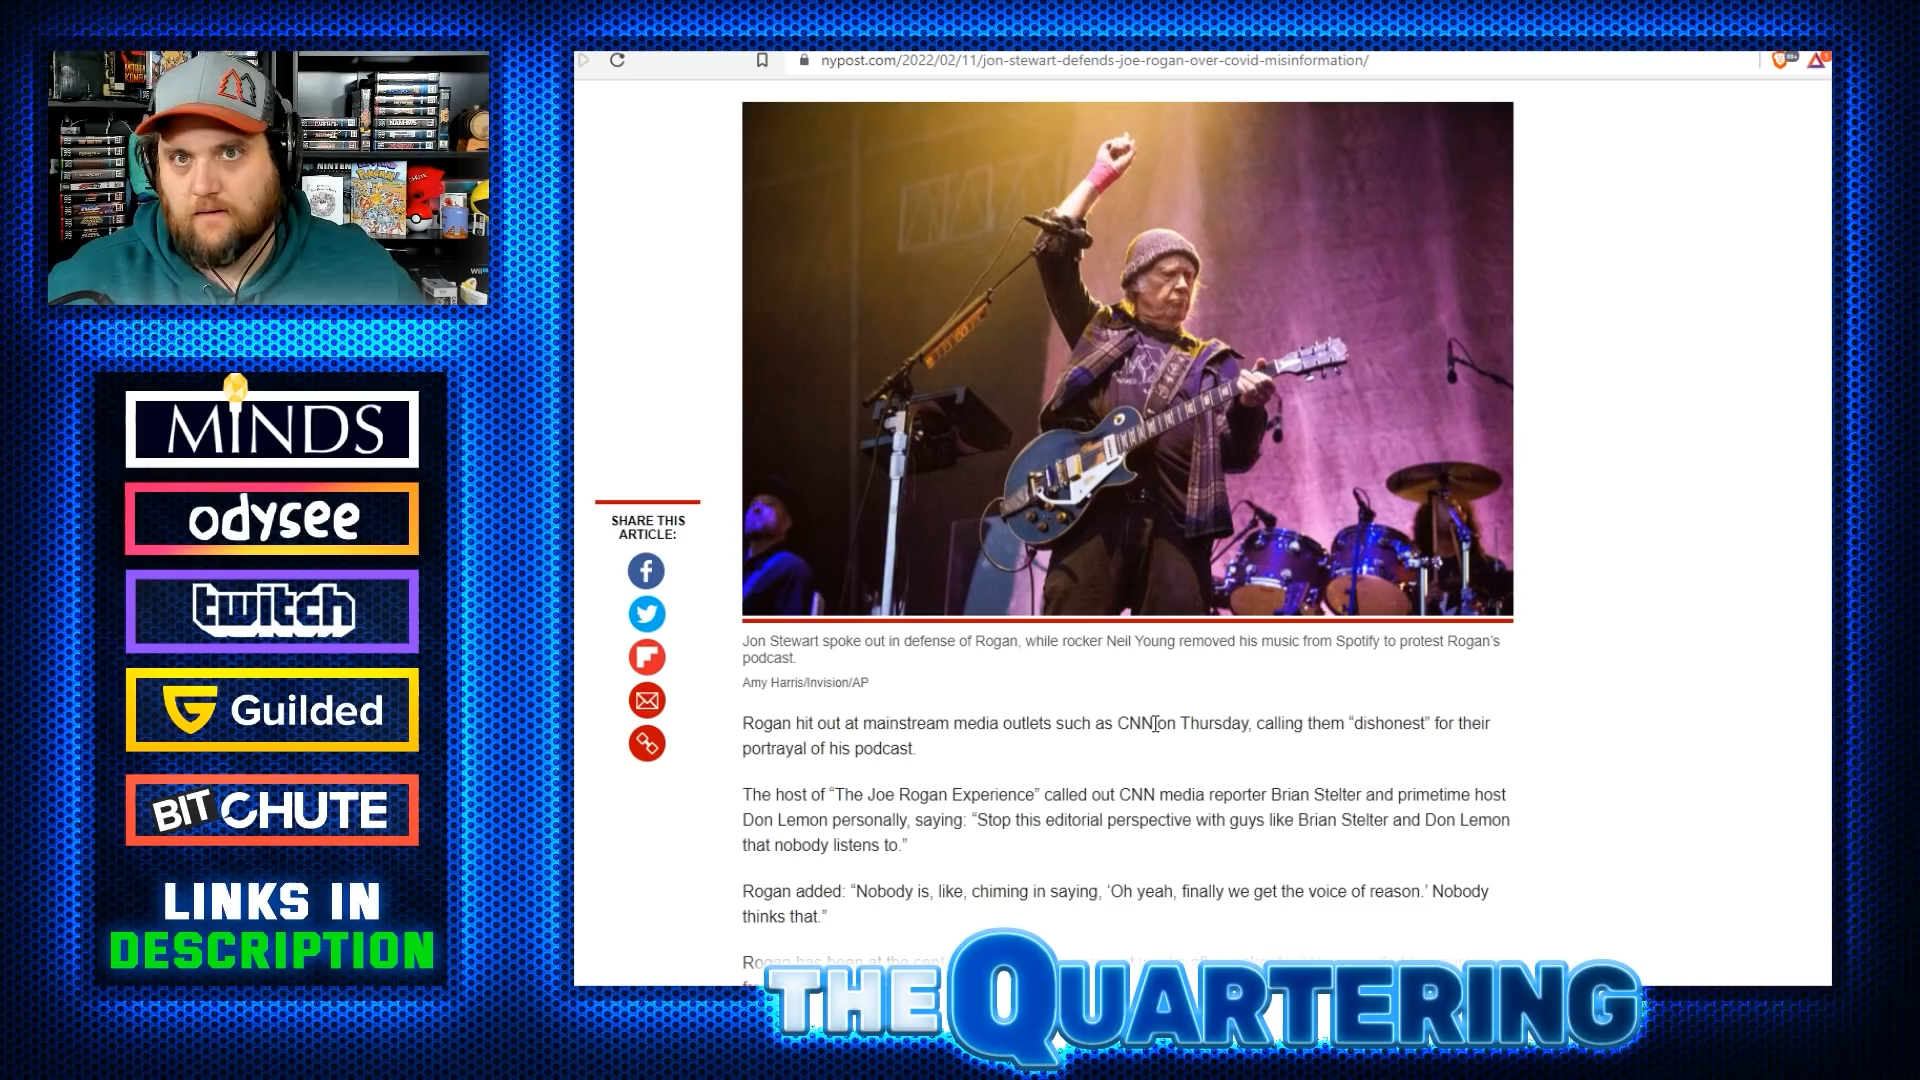 nypost.com/2022/02/11/jon-stewart-defends-joe-rogan-over-covid-misinformation/
MINDS
odysee
twitch
Guilded
BITCHUTE
LINKS IN
DESCRIPTION
SHARE THIS
ARTICLE:
Jon Stewart spoke out in defense of Rogan, while rocker Neil Young removed his music from Spotify to protest Rogan’s
podcast.
Amy Harris/Invision/AP
Rogan hit out at mainstream media outlets such as CNN on Thursday, calling them “dishonest” for their
portrayal of his podcast.
The host of “The Joe Rogan Experience” called out CNN media reporter Brian Stelter and primetime host
Don Lemon personally, saying: “Stop this editorial perspective with guys like Brian Stelter and Don Lemon
that nobody listens to.”
Rogan added: “Nobody is, like, chiming in saying, ‘Oh yeah, finally we get the voice of reason.’ Nobody
thinks that.”
Rogan has been at the
THE QUARTERING